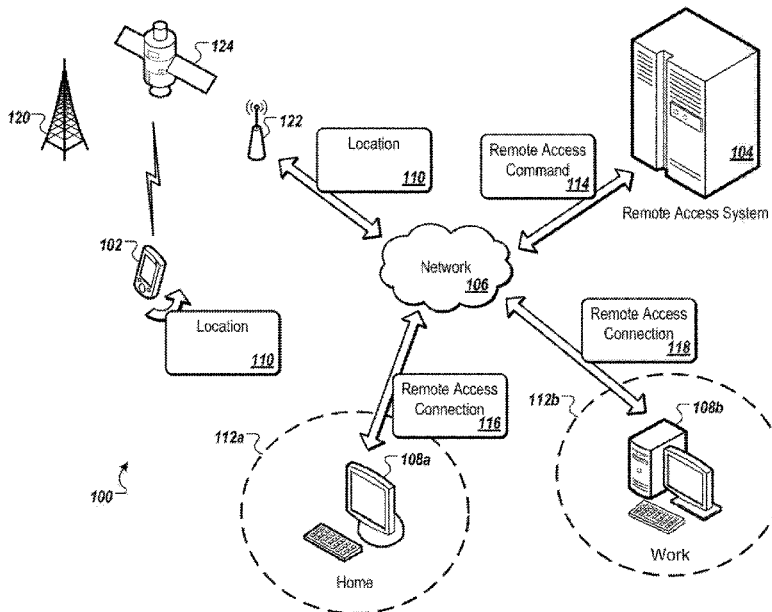 124
120
122
Location
110
Remote Access
Command
114
104
Remote Access System
102
Network
106
Location
110
Remote Access
Connection
118
Remote Access
Connection
116
112a
112b
108a
108b
100
Home
Work